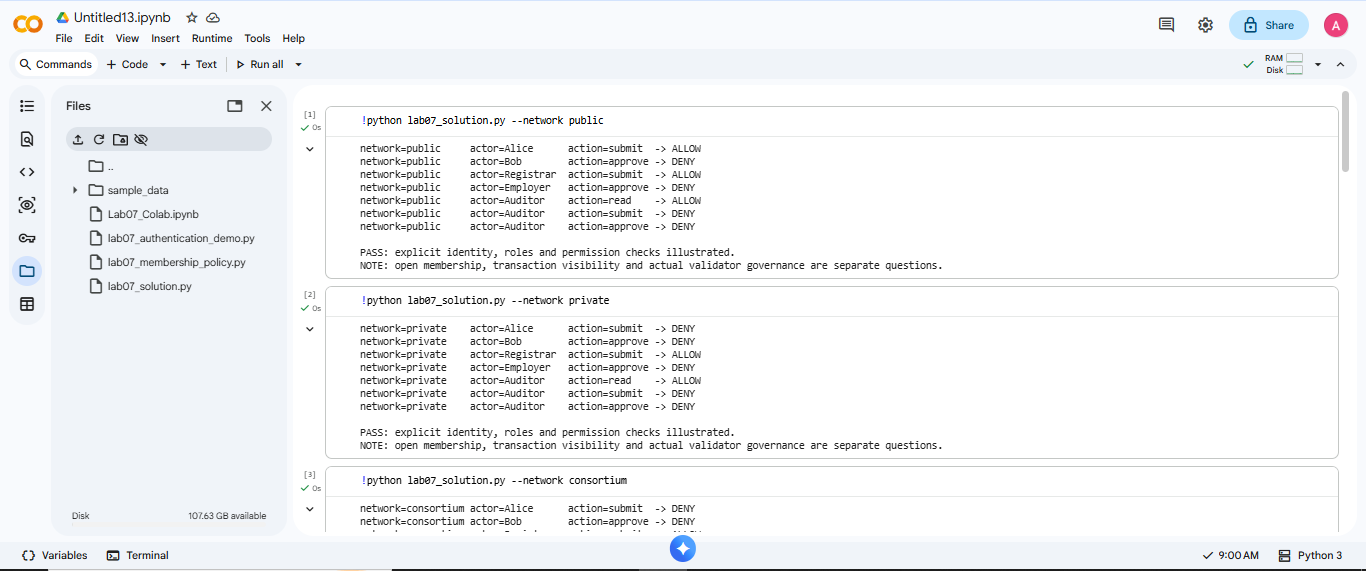 Untitled13.ipynb
File Edit View Insert Runtime Tools Help
Share
A
Commands + Code + Text Run all
RAM
Disk
Files
..
sample_data
Lab07_Colab.ipynb
lab07_authentication_demo.py
lab07_membership_policy.py
lab07_solution.py
Disk 107.63 GB available
[1]
0s
!python lab07_solution.py --network public
network=public actor=Alice action=submit -> ALLOW
network=public actor=Bob action=approve -> DENY
network=public actor=Registrar action=submit -> ALLOW
network=public actor=Employer action=approve -> DENY
network=public actor=Auditor action=read -> ALLOW
network=public actor=Auditor action=submit -> DENY
network=public actor=Auditor action=approve -> DENY
PASS: explicit identity, roles and permission checks illustrated.
NOTE: open membership, transaction visibility and actual validator governance are separate questions.
[2]
0s
!python lab07_solution.py --network private
network=private actor=Alice action=submit -> DENY
network=private actor=Bob action=approve -> DENY
network=private actor=Registrar action=submit -> ALLOW
network=private actor=Employer action=approve -> DENY
network=private actor=Auditor action=read -> ALLOW
network=private actor=Auditor action=submit -> DENY
network=private actor=Auditor action=approve -> DENY
PASS: explicit identity, roles and permission checks illustrated.
NOTE: open membership, transaction visibility and actual validator governance are separate questions.
[3]
0s
!python lab07_solution.py --network consortium
network=consortium actor=Alice action=submit -> DENY
network=consortium actor=Bob action=approve -> DENY
Variables Terminal
9:00 AM Python 3